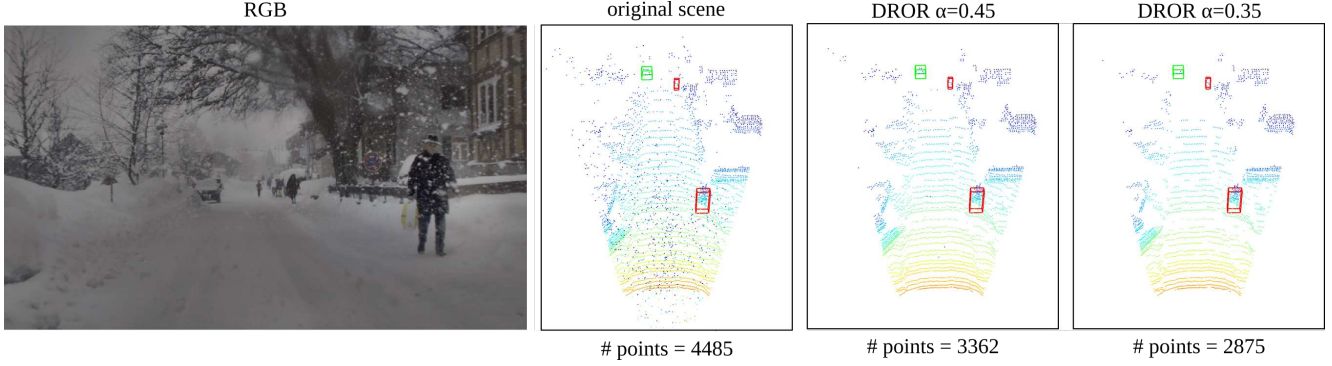 RGB
original scene
DROR α=0.45
DROR α=0.35
# points = 4485
# points = 3362
# points = 2875